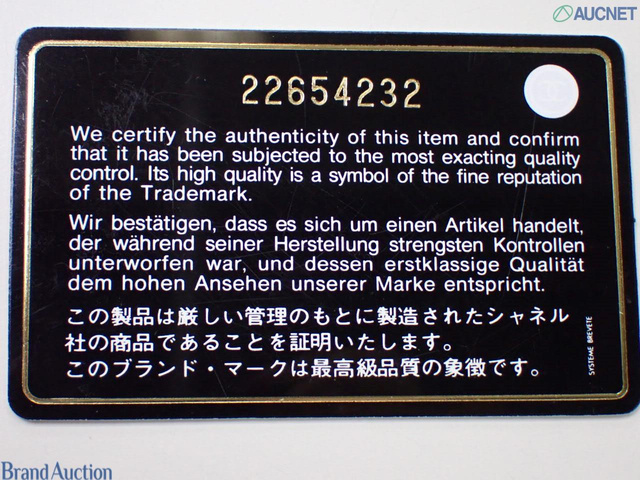 AUCNET
22654232
We certify the authenticity of this item and confirm
that it has been subjected to the most exacting quality
control. Its high quality is a symbol of the fine reputation
of the Trademark.
Wir bestätigen, dass es sich um einen Artikel handelt,
der während seiner Herstellung strengsten Kontrollen
unterworfen war, und dessen erstklassige Qualität
dem hohen Ansehen unserer Marke entspricht.
この製品は厳しい管理のもとに製造されたシャネル
社の商品であることを証明いたします。
このブランド・マークは最高級品質の象徴です。
SYSTEME BREVETE
Brand Auction